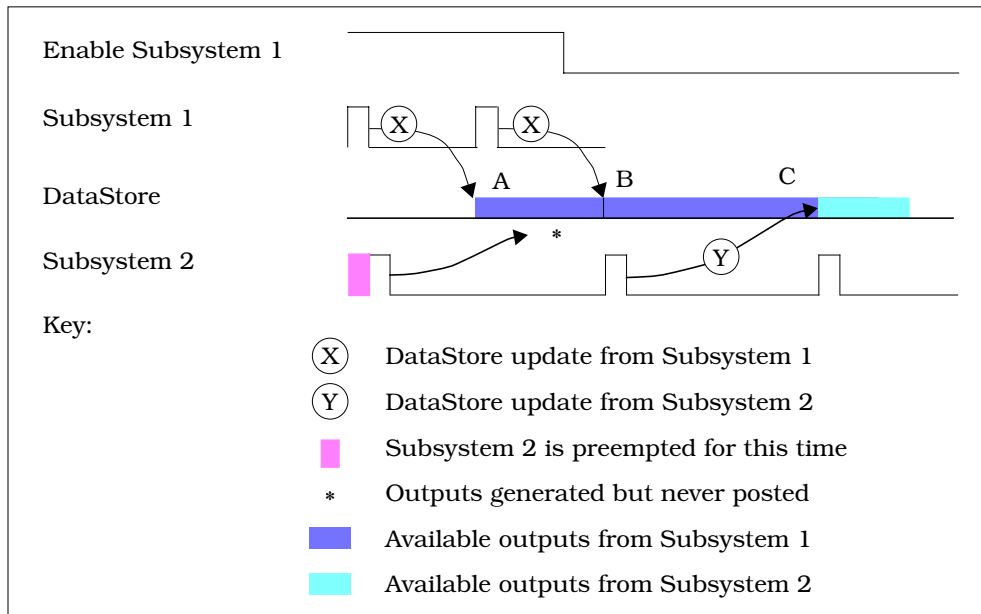 Enable Subsystem 1
Subsystem 1
X
X
A
B
C
DataStore
*
Subsystem 2
Y
Key:
X DataStore update from Subsystem 1
Y DataStore update from Subsystem 2
Subsystem 2 is preempted for this time
* Outputs generated but never posted
Available outputs from Subsystem 1
Available outputs from Subsystem 2